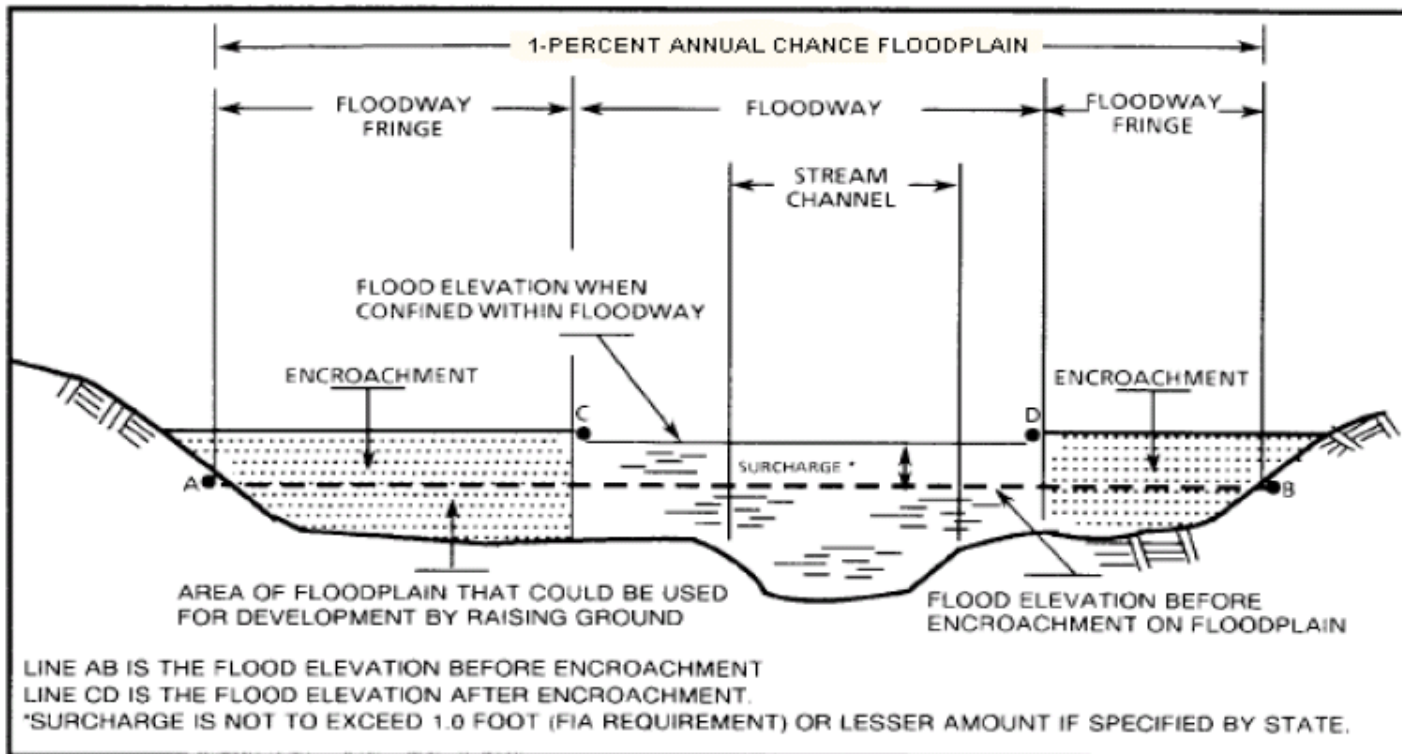 1-PERCENT ANNUAL CHANCE FLOODPLAIN
FLOODWAY
FRINGE
FLOODWAY
FLOODWAY
FRINGE
STREAM
CHANNEL
FLOOD ELEVATION WHEN
CONFINED WITHIN FLOODWAY
ENCROACHMENT
ENCROACHMENT
C
D
SURCHARGE *
A
B
AREA OF FLOODPLAIN THAT COULD BE USED
FOR DEVELOPMENT BY RAISING GROUND
FLOOD ELEVATION BEFORE
ENCROACHMENT ON FLOODPLAIN
LINE AB IS THE FLOOD ELEVATION BEFORE ENCROACHMENT
LINE CD IS THE FLOOD ELEVATION AFTER ENCROACHMENT.
*SURCHARGE IS NOT TO EXCEED 1.0 FOOT (FIA REQUIREMENT) OR LESSER AMOUNT IF SPECIFIED BY STATE.